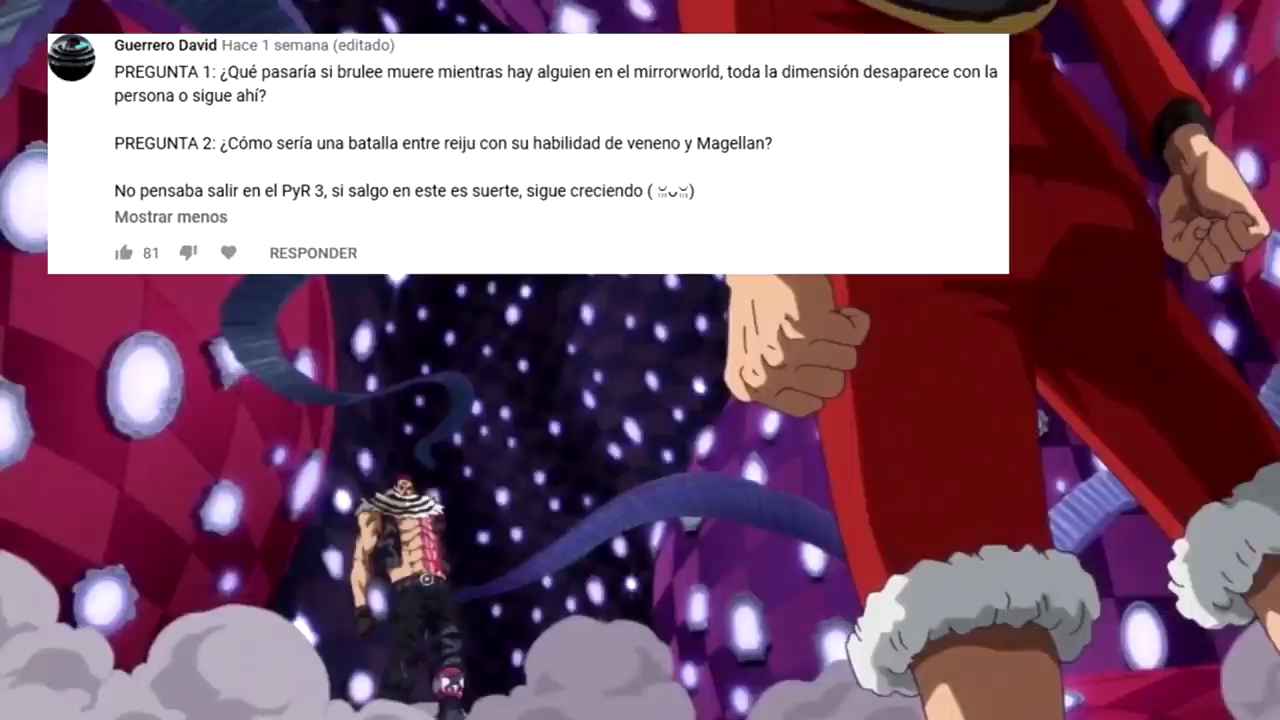 Guerrero David Hace 1 semana (editado)
PREGUNTA 1: ¿Qué pasaría si brulee muere mientras hay alguien en el mirrorworld, toda la dimensión desaparece con la
persona o sigue ahí?
PREGUNTA 2: ¿Cómo sería una batalla entre reiju con su habilidad de veneno y Magellan?
No pensaba salir en el PyR 3, si salgo en este es suerte, sigue creciendo ( ⍨ᴗ⍨)
Mostrar menos
81 RESPONDER